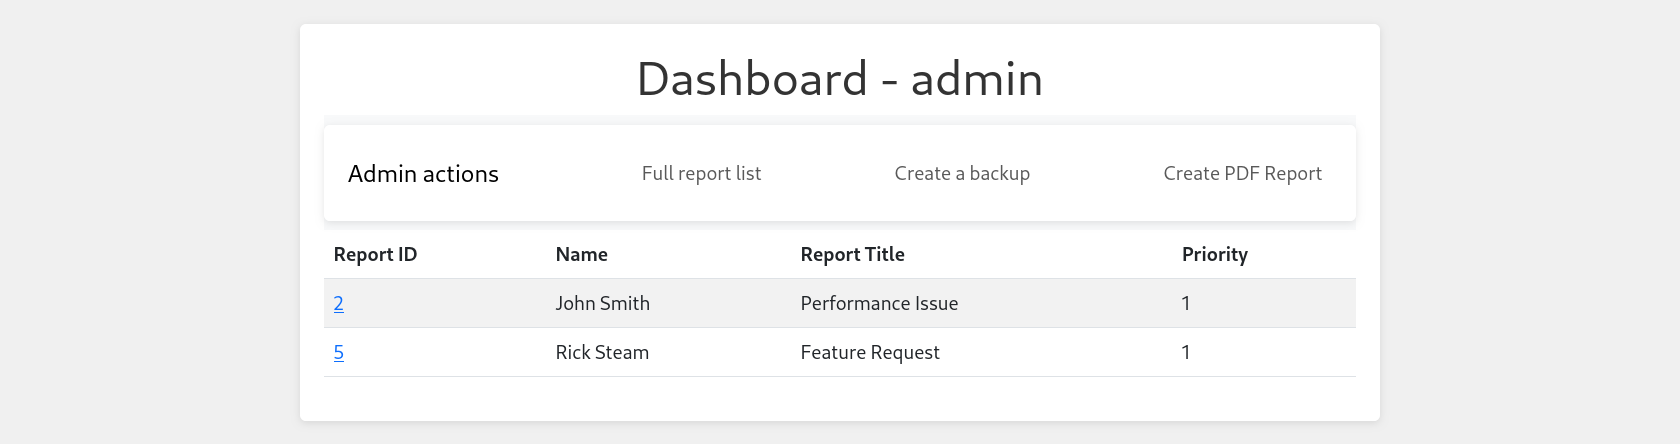 Dashboard - admin
Admin actions Full report list Create a backup Create PDF Report
Report ID Name Report Title Priority
2 John Smith Performance Issue 1
5 Rick Steam Feature Request 1